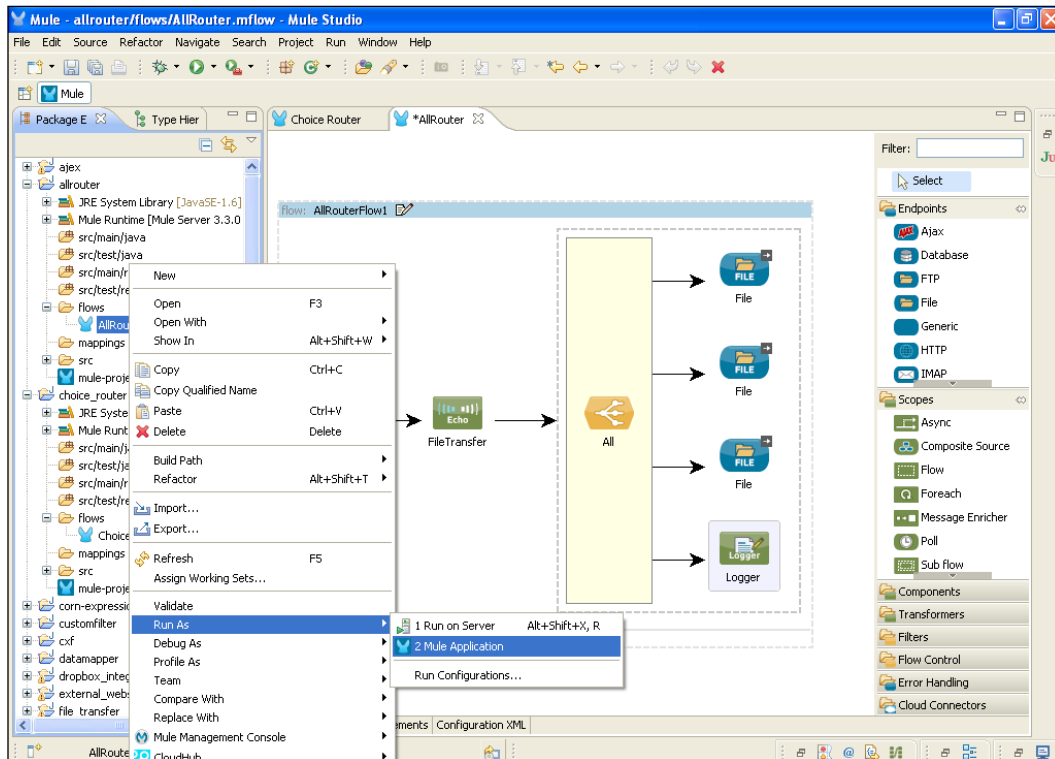 Mule - allrouter/flows/AllRouter.mflow - Mule Studio
File Edit Source Refactor Navigate Search Project Run Window Help
Mule
Package E
Type Hier
Choice Router
*AllRouter
ajex
allrouter
JRE System Library [JavaSE-1.6]
Mule Runtime [Mule Server 3.3.0
src/main/java
src/test/java
src/main/r
src/test/re
flows
AllRou
mappings
src
mule-proje
choice_router
JRE Syste
Mule Runt
src/main/j
src/test/ja
src/main/r
src/test/re
flows
Choice
mappings
src
mule-proje
corn-expressic
customfilter
cxf
datamapper
dropbox_integ
external_webs
file_transfer
New
Open F3
Open With
Show In Alt+Shift+W
Copy Ctrl+C
Copy Qualified Name
Paste Ctrl+V
Delete Delete
Build Path
Refactor Alt+Shift+T
Import...
Export...
Refresh F5
Assign Working Sets...
Validate
Run As
Debug As
Profile As
Team
Compare With
Replace With
Mule Management Console
CloudHub
1 Run on Server Alt+Shift+X, R
2 Mule Application
Run Configurations...
flow: AllRouterFlow1
Echo
FileTransfer
All
FILE
File
FILE
File
FILE
File
Logger
Logger
ements
Configuration XML
Filter:
Select
Endpoints
Ajax
Database
FTP
File
Generic
HTTP
IMAP
Scopes
Async
Composite Source
Flow
Foreach
Message Enricher
Poll
Sub flow
Components
Transformers
Filters
Flow Control
Error Handling
Cloud Connectors
Ju
AllRoute